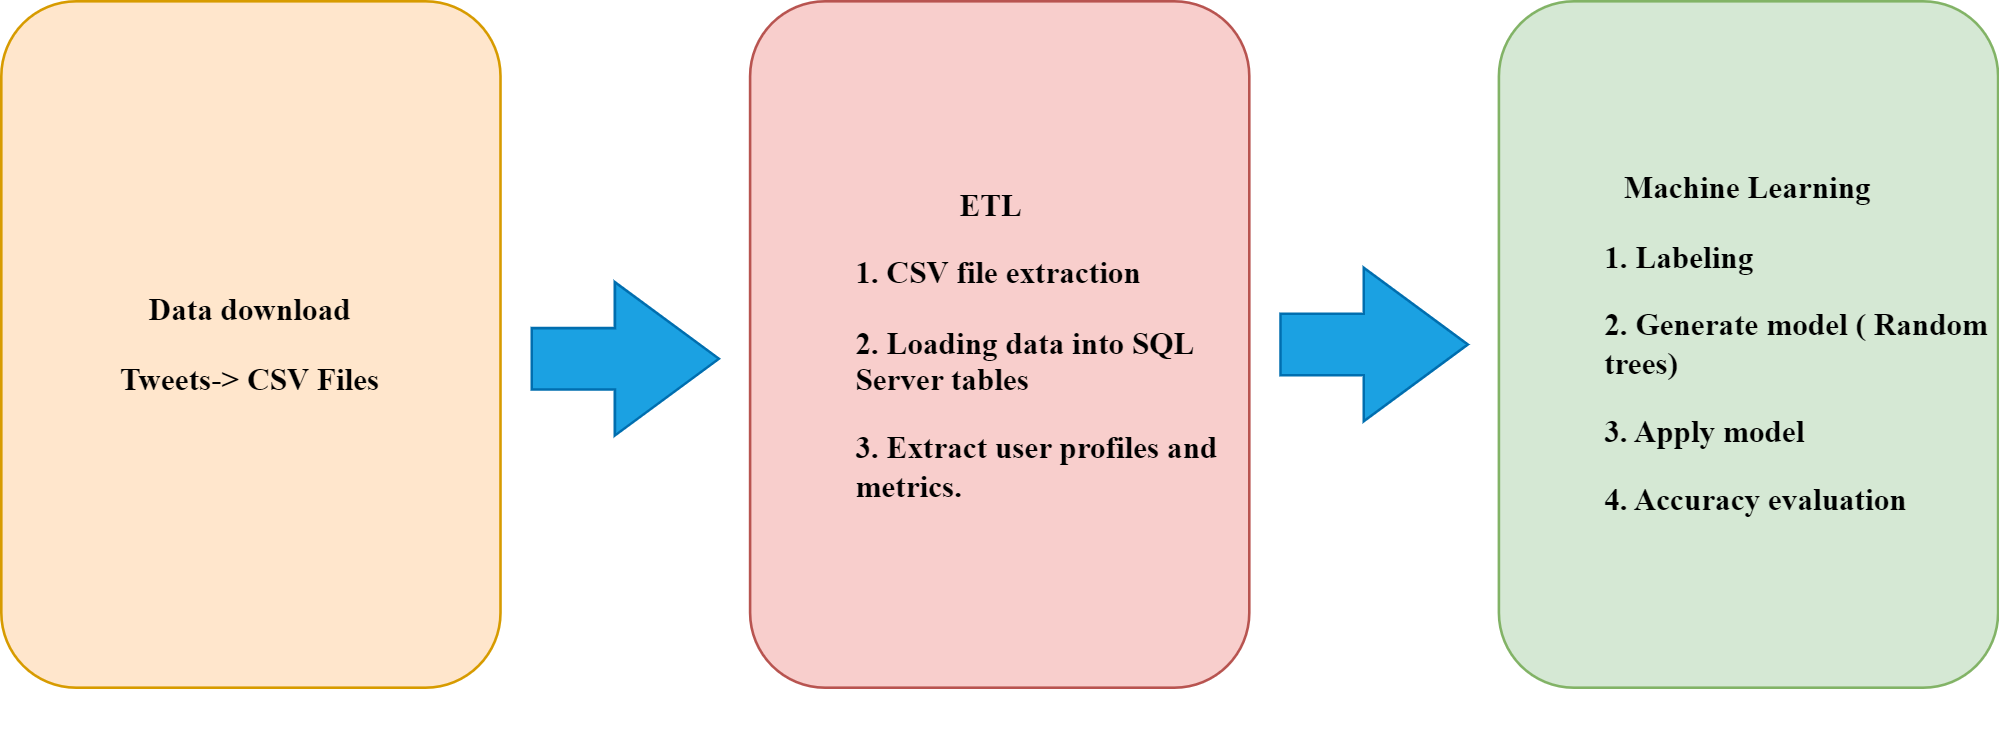 Data download
Tweets-> CSV Files
ETL
1. CSV file extraction
2. Loading data into SQL
Server tables
3. Extract user profiles and
metrics.
Machine Learning
1. Labeling
2. Generate model ( Random
trees)
3. Apply model
4. Accuracy evaluation